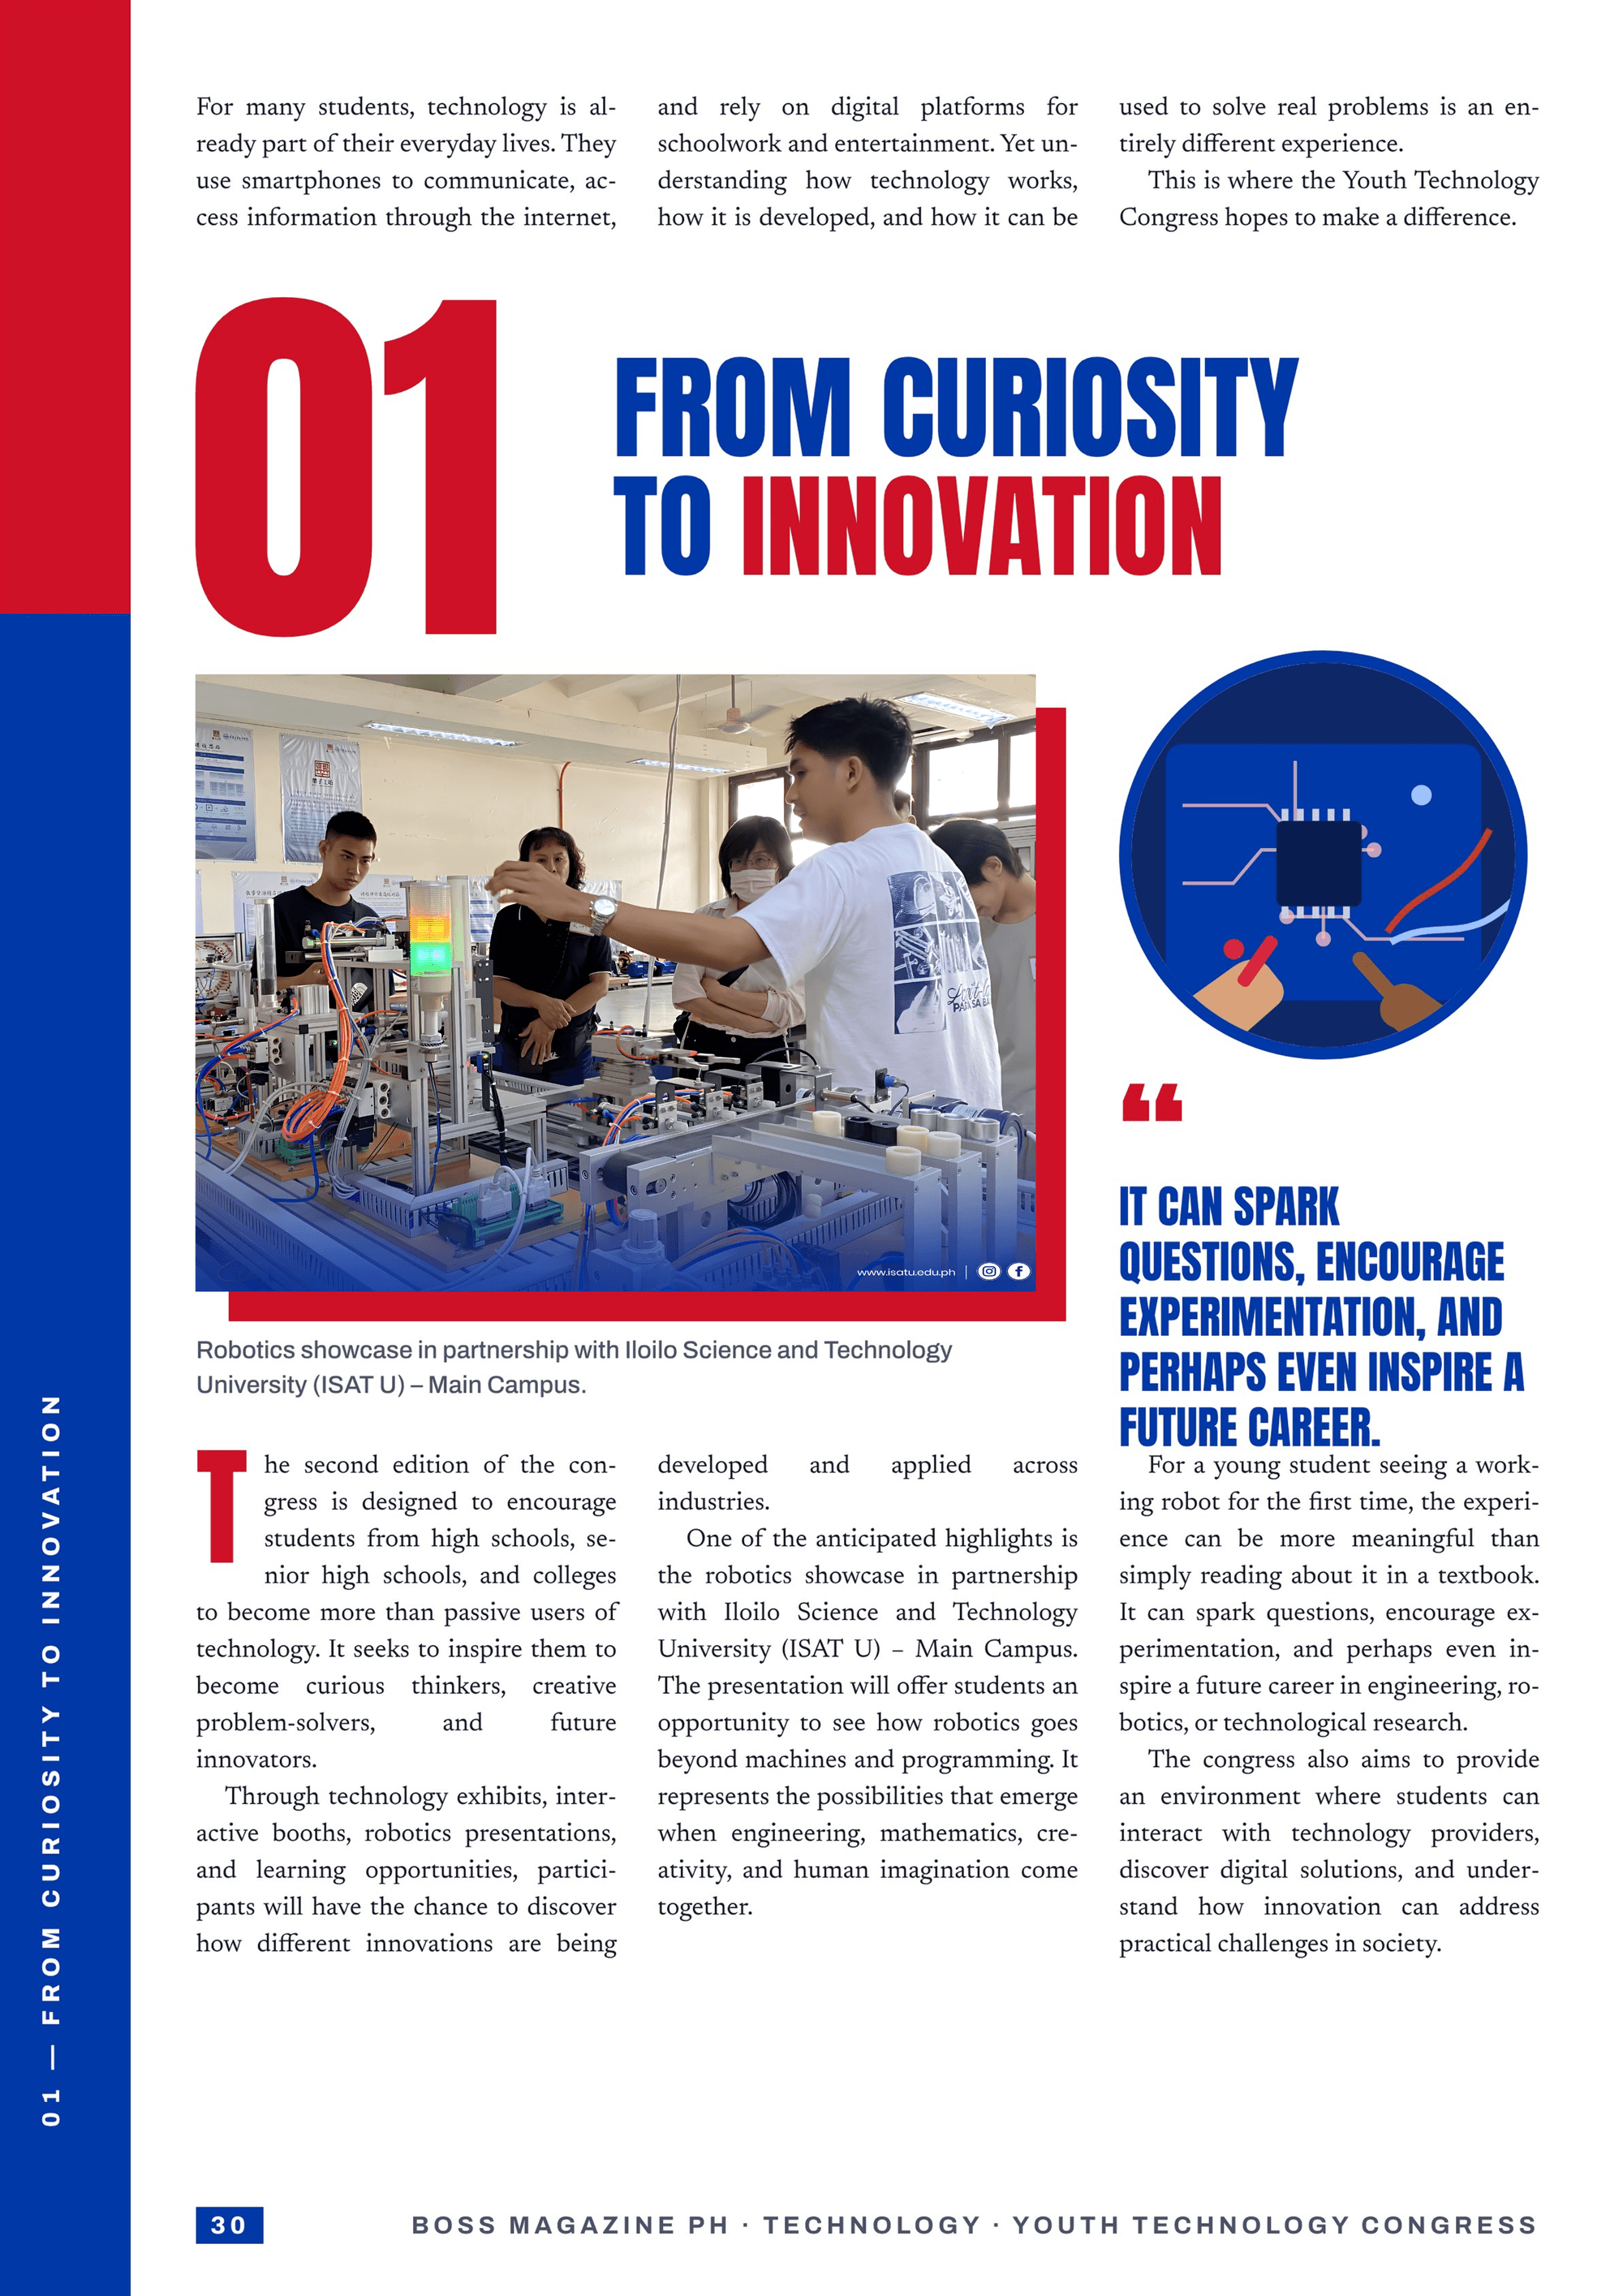 For many students, technology is al-
ready part of their everyday lives. They
use smartphones to communicate, ac-
cess information through the internet,
and rely on digital platforms for
schoolwork and entertainment. Yet un-
derstanding how technology works,
how it is developed, and how it can be
used to solve real problems is an en-
tirely different experience.
This is where the Youth Technology
Congress hopes to make a difference.
01
FROM CURIOSITY
TO INNOVATION
www.isatu.edu.ph
Robotics showcase in partnership with Iloilo Science and Technology
University (ISAT U) – Main Campus.
“
IT CAN SPARK
QUESTIONS, ENCOURAGE
EXPERIMENTATION, AND
PERHAPS EVEN INSPIRE A
FUTURE CAREER.
The second edition of the con-
gress is designed to encourage
students from high schools, se-
nior high schools, and colleges
to become more than passive users of
technology. It seeks to inspire them to
become curious thinkers, creative
problem-solvers, and future
innovators.
Through technology exhibits, inter-
active booths, robotics presentations,
and learning opportunities, partici-
pants will have the chance to discover
how different innovations are being
developed and applied across
industries.
One of the anticipated highlights is
the robotics showcase in partnership
with Iloilo Science and Technology
University (ISAT U) – Main Campus.
The presentation will offer students an
opportunity to see how robotics goes
beyond machines and programming. It
represents the possibilities that emerge
when engineering, mathematics, cre-
ativity, and human imagination come
together.
For a young student seeing a work-
ing robot for the first time, the experi-
ence can be more meaningful than
simply reading about it in a textbook.
It can spark questions, encourage ex-
perimentation, and perhaps even in-
spire a future career in engineering, ro-
botics, or technological research.
The congress also aims to provide
an environment where students can
interact with technology providers,
discover digital solutions, and under-
stand how innovation can address
practical challenges in society.
01 — FROM CURIOSITY TO INNOVATION
30
BOSS MAGAZINE PH · TECHNOLOGY · YOUTH TECHNOLOGY CONGRESS